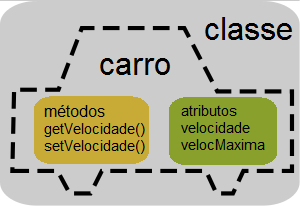 classe
carro
métodos
getVelocidade()
setVelocidade()
atributos
velocidade
velocMaxima